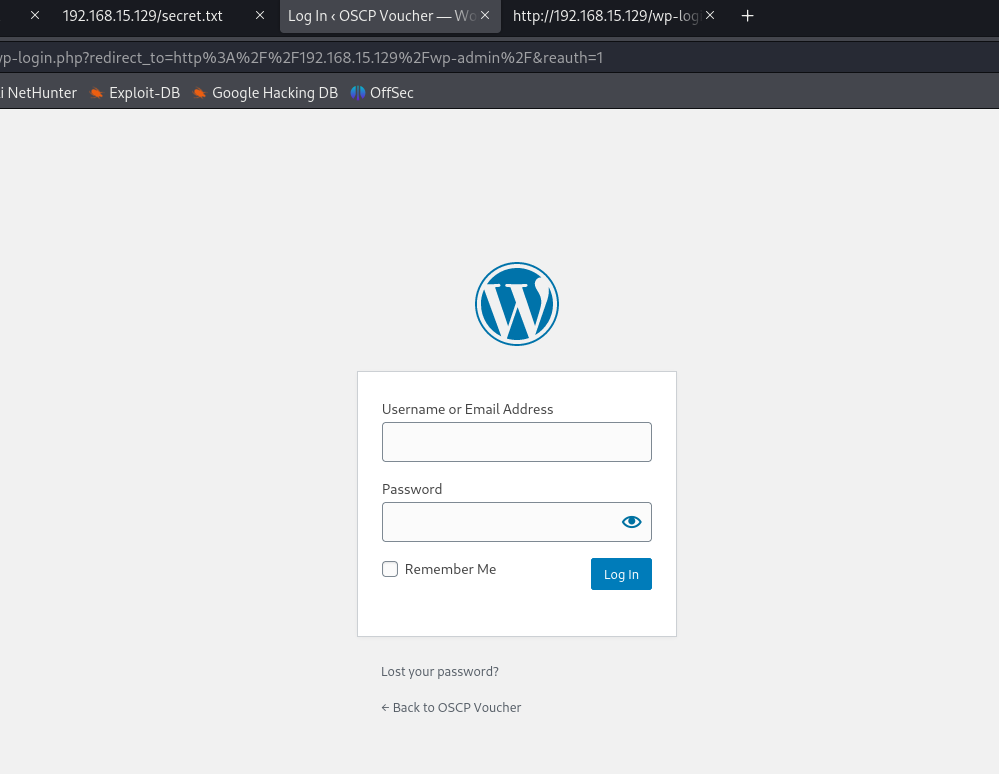 192.168.15.129/secret.txt
Log In ‹ OSCP Voucher — Wo
http://192.168.15.129/wp-log
wp-login.php?redirect_to=http%3A%2F%2F192.168.15.129%2Fwp-admin%2F&reauth=1
i NetHunter
Exploit-DB
Google Hacking DB
OffSec
Username or Email Address
Password
Remember Me
Log In
Lost your password?
← Back to OSCP Voucher